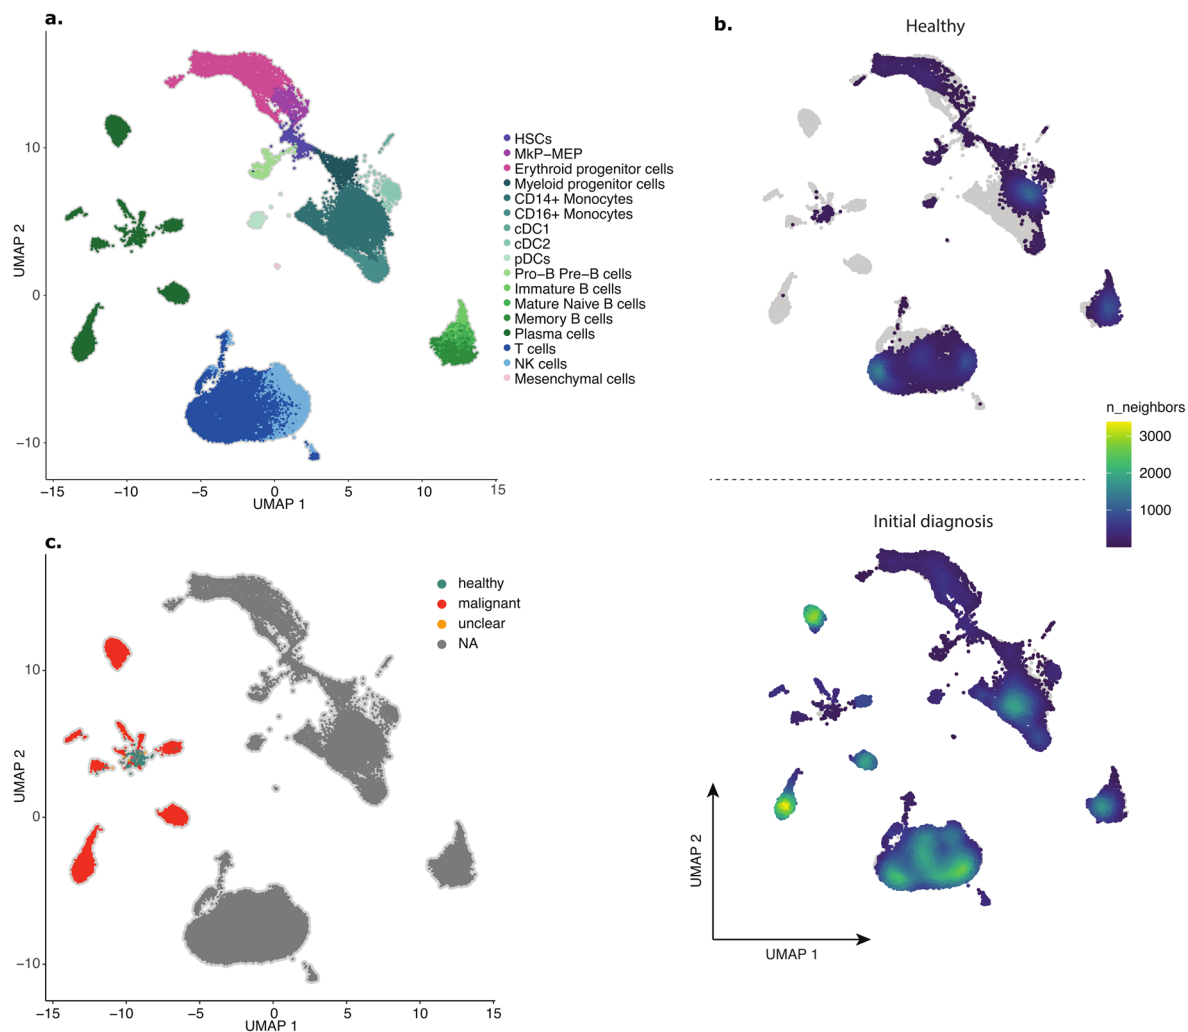 a.
10
0
−10
UMAP 2
−15
−10
−5
0
5
10
15
UMAP 1
HSCs
MkP−MEP
Erythroid progenitor cells
Myeloid progenitor cells
CD14+ Monocytes
CD16+ Monocytes
cDC1
cDC2
pDCs
Pro−B Pre−B cells
Immature B cells
Mature Naive B cells
Memory B cells
Plasma cells
T cells
NK cells
Mesenchymal cells
b.
Healthy
n_neighbors
3000
2000
1000
Initial diagnosis
UMAP 2
UMAP 1
c.
healthy
malignant
unclear
NA
10
0
−10
UMAP 2
−15
−10
−5
0
5
10
15
UMAP 1